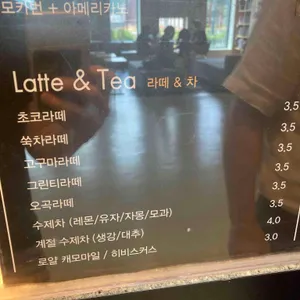 모카번 + 아메리카노
Latte & Tea 라떼 & 차
초코라떼 3,5
쑥차라떼 3,5
고구마라떼 3,5
그린티라떼 3,5
오곡라떼 3,5
수제차 (레몬/유자/자몽/모과) 4,0
계절 수제차 (생강/대추) 3,0
로얄 캐모마일 / 히비스커스